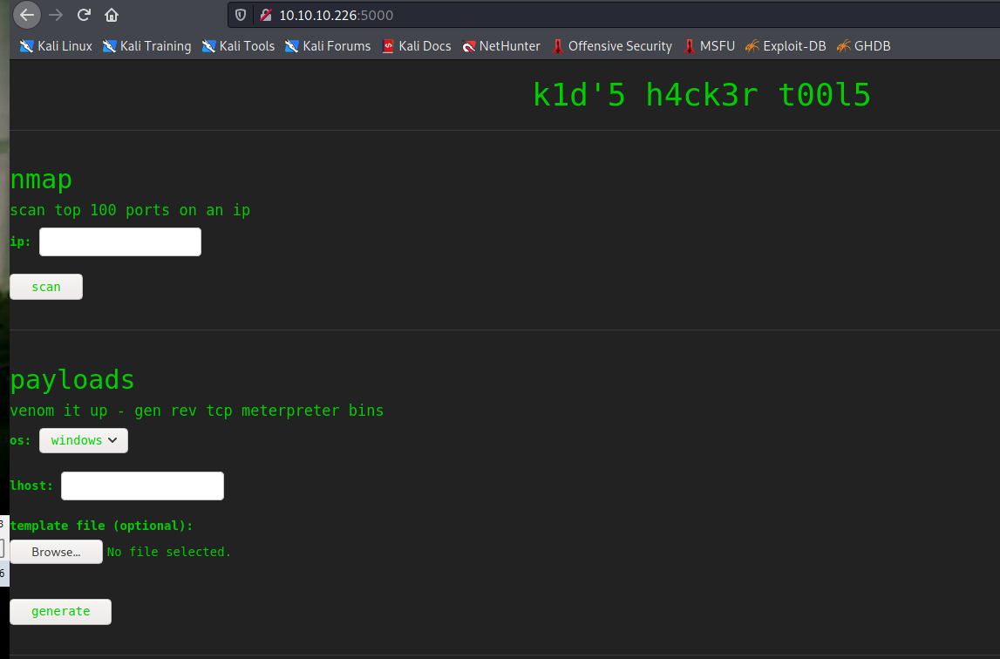 10.10.10.226:5000
Kali Linux Kali Training Kali Tools Kali Forums Kali Docs NetHunter Offensive Security MSFU Exploit-DB GHDB
k1d'5 h4ck3r t00l5
nmap
scan top 100 ports on an ip
ip:
scan
payloads
venom it up - gen rev tcp meterpreter bins
os: windows
lhost:
3
template file (optional):
Browse... No file selected.
6
generate